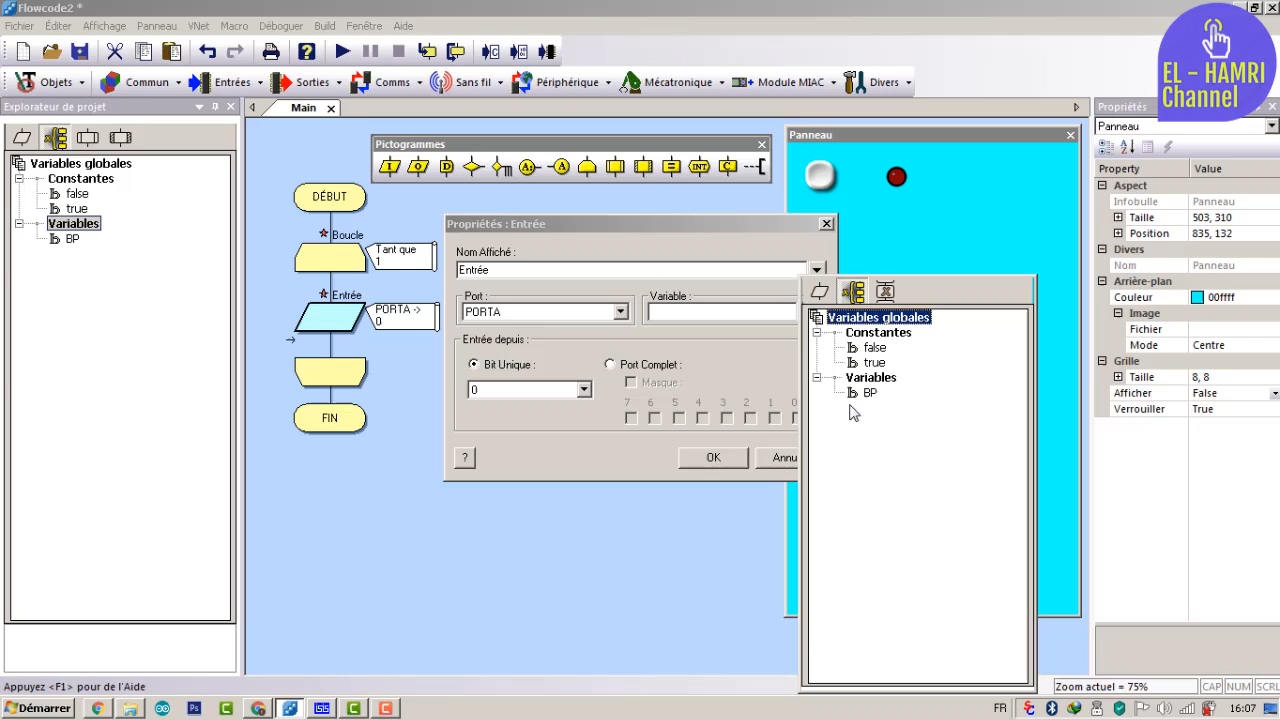 Flowcode2 *
Fichier Éditer Affichage Panneau VNet Macro Déboguer Build Fenêtre Aide
Objets Commun Entrées Sorties Comms Sans fil Périphérique Mécatronique Module MIAC Divers
EL - HAMRI
Channel
Explorateur de projet
Main
Propriétés
Variables globales
Constantes
false
true
Variables
BP
Pictogrammes
DÉBUT
Boucle
Tant que
1
Entrée
PORTA ->
0
FIN
Panneau
Propriétés : Entrée
Nom Affiché :
Entrée
Port :
PORTA
Variable :
Entrée depuis :
Bit Unique :
0
Port Complet :
Masque :
7 6 5 4 3 2 1 0
?
OK
Annu
Variables globales
Constantes
false
true
Variables
BP
Panneau
Property Value
Aspect
Infobulle Panneau
Taille 503, 310
Position 835, 132
Divers
Nom Panneau
Arrière-plan
Couleur 00ffff
Image
Fichier
Mode Centre
Grille
Taille 8, 8
Afficher False
Verrouiller True
Appuyez <F1> pour de l'Aide
Zoom actuel = 75%
CAP NUM SCRL
Démarrer
FR
16:07